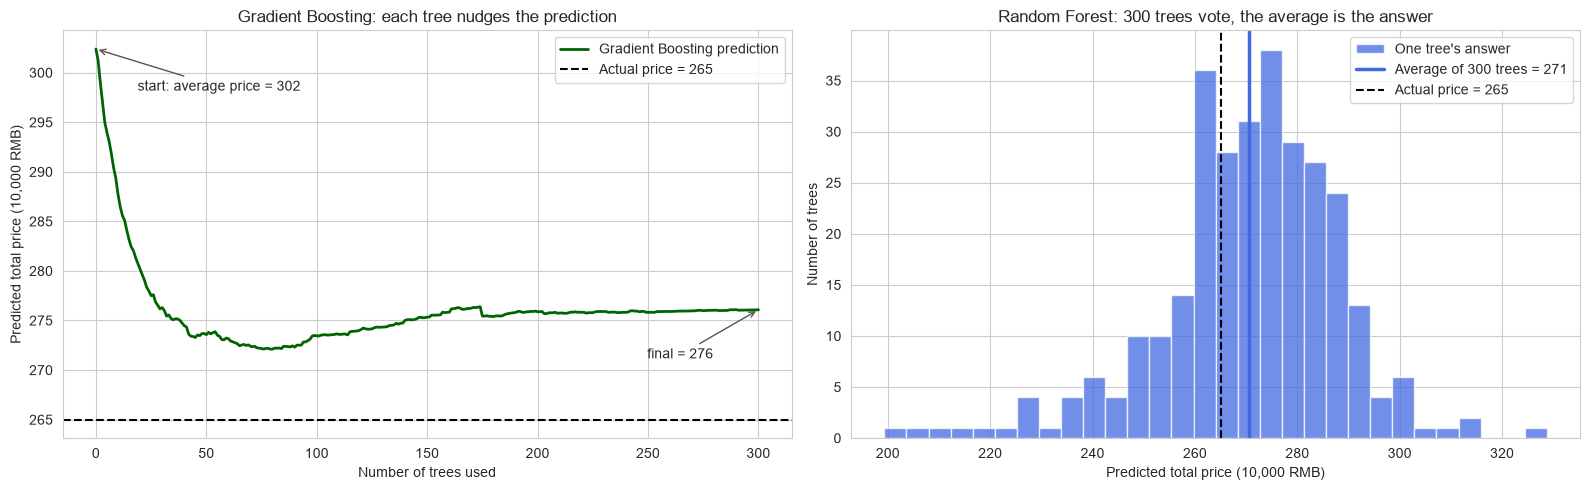 Gradient Boosting: each tree nudges the prediction
Gradient Boosting prediction
Actual price = 265
start: average price = 302
final = 276
Predicted total price (10,000 RMB)
300
295
290
285
280
275
270
265
0
50
100
150
200
250
300
Number of trees used
Random Forest: 300 trees vote, the average is the answer
One tree's answer
Average of 300 trees = 271
Actual price = 265
Number of trees
35
30
25
20
15
10
5
0
200
220
240
260
280
300
320
Predicted total price (10,000 RMB)